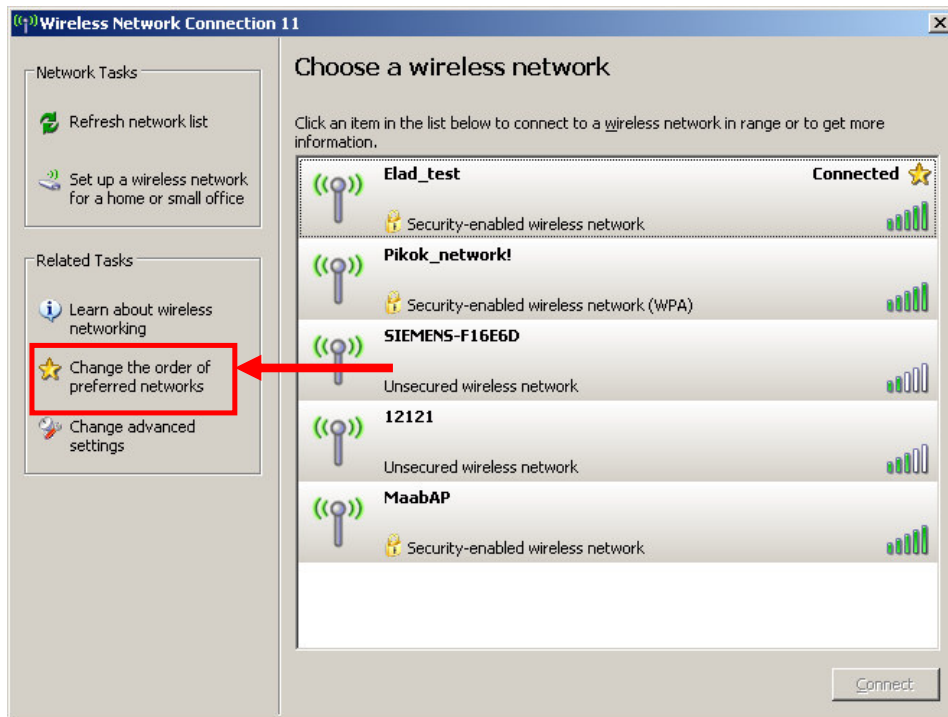 Wireless Network Connection 11
Network Tasks
Refresh network list
Set up a wireless network
for a home or small office
Related Tasks
Learn about wireless
networking
Change the order of
preferred networks
Change advanced
settings
Choose a wireless network
Click an item in the list below to connect to a wireless network in range or to get more
information.
Elad_test Connected
Security-enabled wireless network
Pikok_network!
Security-enabled wireless network (WPA)
SIEMENS-F16E6D
Unsecured wireless network
12121
Unsecured wireless network
MaabAP
Security-enabled wireless network
Connect